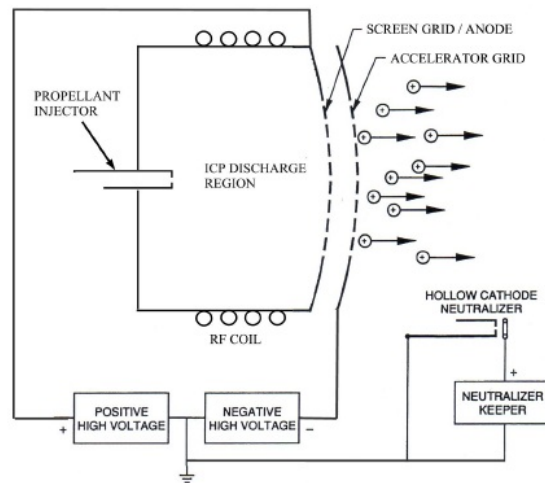 SCREEN GRID / ANODE
ACCELERATOR GRID
PROPELLANT
INJECTOR
ICP DISCHARGE
REGION
+
+
+
+
+
+
+
+
+
+
RF COIL
HOLLOW CATHODE
NEUTRALIZER
+
POSITIVE
HIGH VOLTAGE
+
NEGATIVE
HIGH VOLTAGE
–
NEUTRALIZER
KEEPER